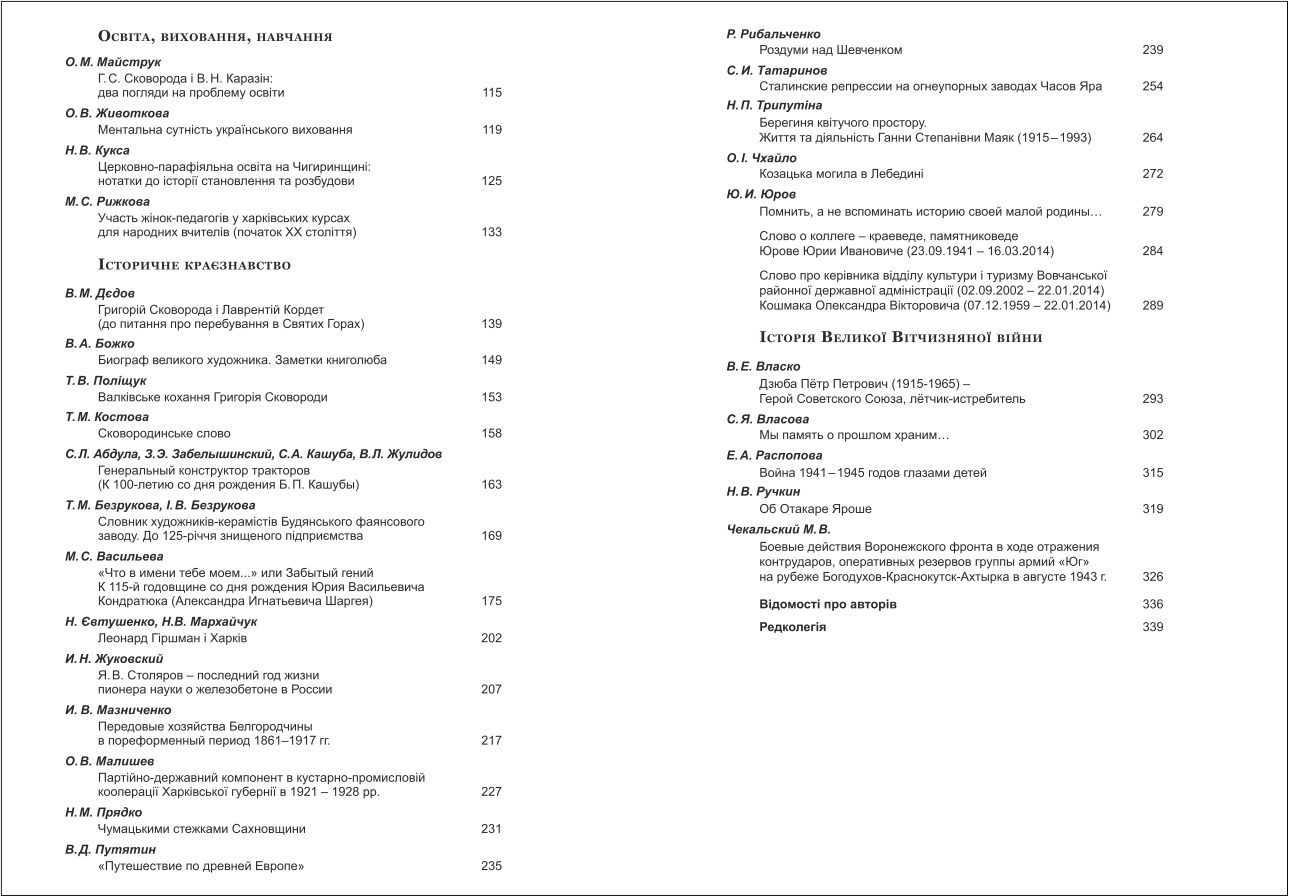 Освіта, виховання, навчання
О. М. Майструк
Г. С. Сковорода і В. Н. Каразін:
два погляди на проблему освіти 115
О. В. Животкова
Ментальна сутність українського виховання 119
Н. В. Кукса
Церковно-парафіяльна освіта на Чигиринщині:
нотатки до історії становлення та розбудови 125
М. С. Рижкова
Участь жінок-педагогів у харківських курсах
для народних вчителів (початок ХХ століття) 133
Історичне краєзнавство
В. М. Дєдов
Григорій Сковорода і Лаврентій Кордет
(до питання про перебування в Святих Горах) 139
В. А. Божко
Биограф великого художника. Заметки книголюба 149
Т. В. Поліщук
Валківське кохання Григорія Сковороди 153
Т. М. Костова
Сковородинське слово 158
С.Л. Абдула, З.Э. Забелышинский, С.А. Кашуба, В.Л. Жулидов
Генеральный конструктор тракторов
(К 100-летию со дня рождения Б. П. Кашубы) 163
Т. М. Безрукова, І. В. Безрукова
Словник художників-керамістів Будянського фаянсового
заводу. До 125-річчя знищеного підприємства 169
М. С. Васильева
«Что в имени тебе моем...» или Забытый гений
К 115-й годовщине со дня рождения Юрия Васильевича
Кондратюка (Александра Игнатьевича Шаргея) 175
Н. Євтушенко, Н.В. Мархайчук
Леонард Гіршман і Харків 202
И. Н. Жуковский
Я. В. Столяров – последний год жизни
пионера науки о железобетоне в России 207
И. В. Мазниченко
Передовые хозяйства Белгородчины
в пореформенный период 1861–1917 гг. 217
О. В. Малишев
Партійно-державний компонент в кустарно-промисловій
кооперації Харківської губернії в 1921 – 1928 рр. 227
Н. М. Прядко
Чумацькими стежками Сахновщини 231
В. Д. Путятин
«Путешествие по древней Европе» 235
Р. Рибальченко
Роздуми над Шевченком 239
С. И. Татаринов
Сталинские репрессии на огнеупорных заводах Часов Яра 254
Н. П. Трипутіна
Берегиня квітучого простору.
Життя та діяльність Ганни Степанівни Маяк (1915–1993) 264
О. І. Чхайло
Козацька могила в Лебедині 272
Ю. И. Юров
Помнить, а не вспоминать историю своей малой родины… 279
Слово о коллеге – краеведе, памятниковеде
Юрове Юрии Ивановиче (23.09.1941 – 16.03.2014) 284
Слово про керівника відділу культури і туризму Вовчанської
районної державної адміністрації (02.09.2002 – 22.01.2014)
Кошмака Олександра Вікторовича (07.12.1959 – 22.01.2014) 289
Історія Великої Вітчизняної війни
В. Е. Власко
Дзюба Пётр Петрович (1915-1965) –
Герой Советского Союза, лётчик-истребитель 293
С. Я. Власова
Мы память о прошлом храним… 302
Е. А. Распопова
Война 1941–1945 годов глазами детей 315
Н. В. Ручкин
Об Отакаре Яроше 319
Чекальский М. В.
Боевые действия Воронежского фронта в ходе отражения
контрударов, оперативных резервов группы армий «Юг»
на рубеже Богодухов-Краснокутск-Ахтырка в августе 1943 г. 326
Відомості про авторів 336
Редколегія 339